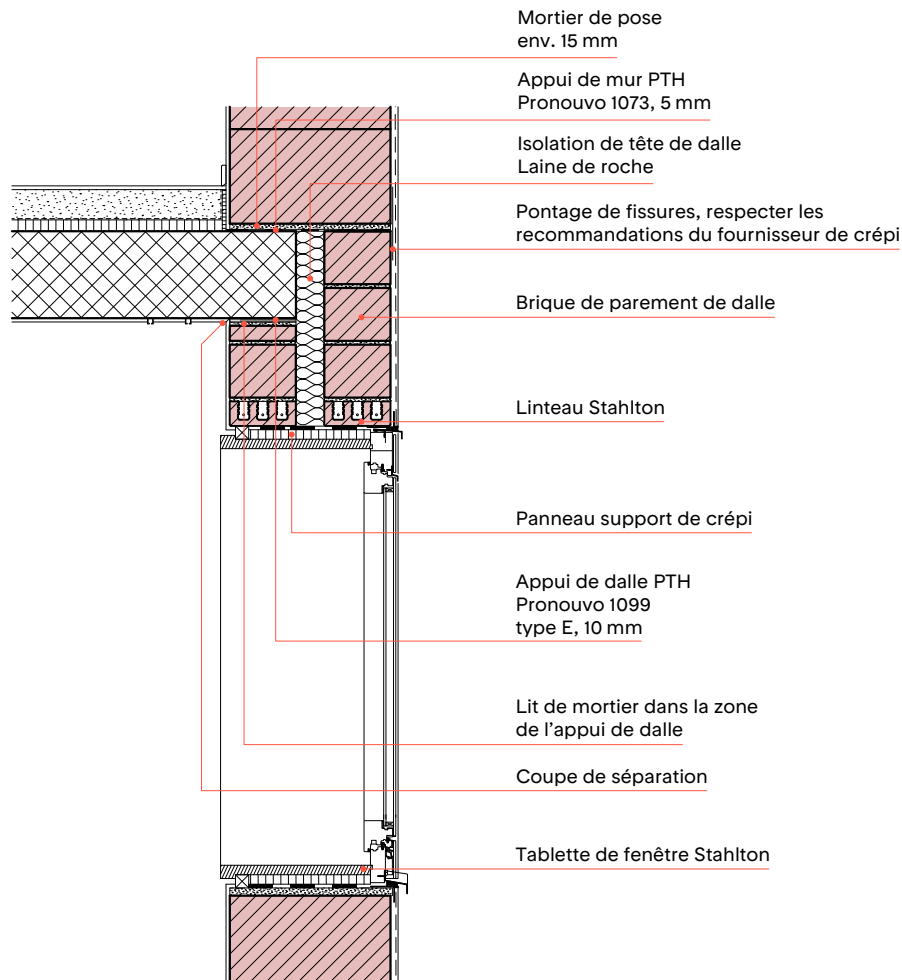 Mortier de pose
env. 15 mm
Appui de mur PTH
Pronouvo 1073, 5 mm
Isolation de tête de dalle
Laine de roche
Pontage de fissures, respecter les
recommandations du fournisseur de crépi
Brique de parement de dalle
Linteau Stahlton
Panneau support de crépi
Appui de dalle PTH
Pronouvo 1099
type E, 10 mm
Lit de mortier dans la zone
de l’appui de dalle
Coupe de séparation
Tablette de fenêtre Stahlton